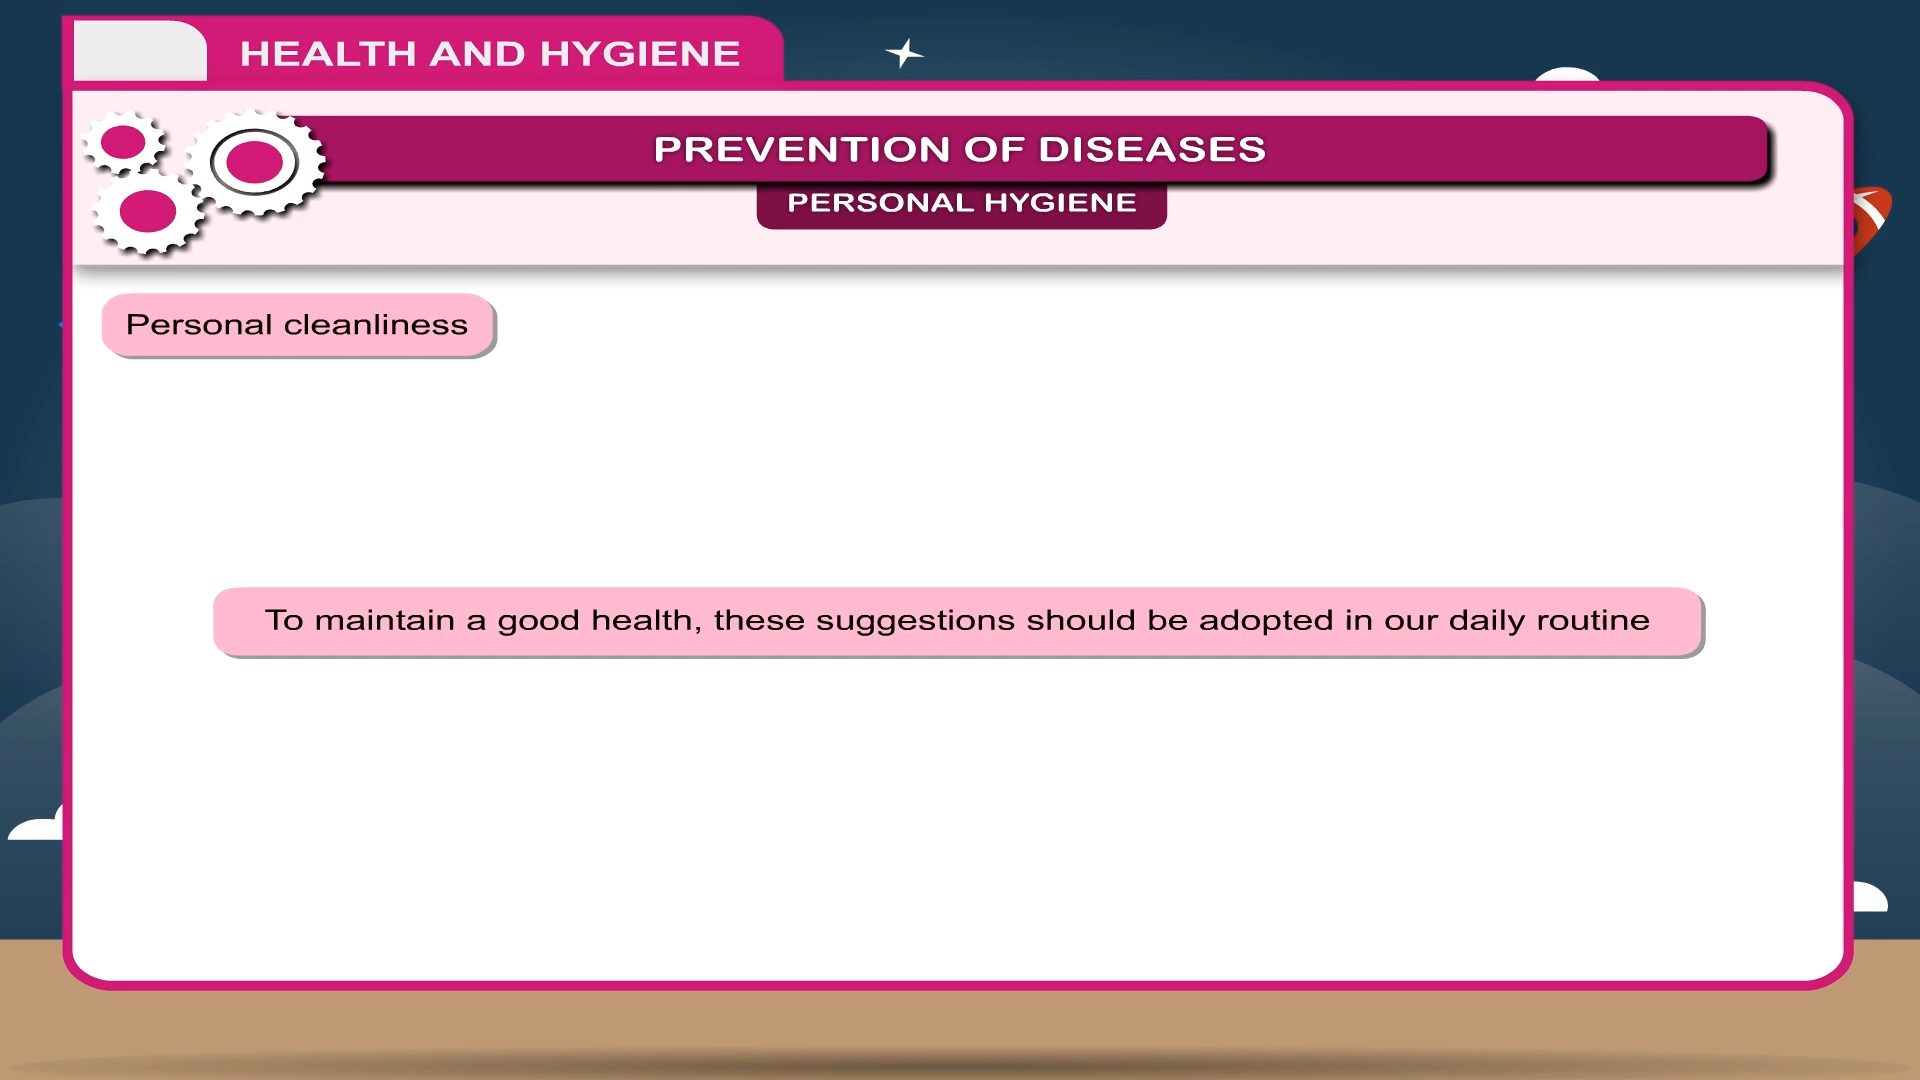 HEALTH AND HYGIENE
PREVENTION OF DISEASES
PERSONAL HYGIENE
Personal cleanliness
To maintain a good health, these suggestions should be adopted in our daily routine